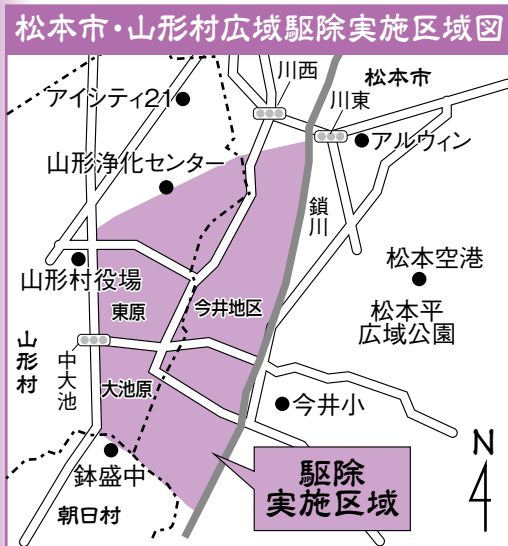 松本市・山形村広域駆除実施区域図
川西
松本市
アイシティ21
川東
アルウィン
山形浄化センター
鎖川
松本空港
山形村役場
東原
今井地区
松本平
広域公園
山形村
中大池
大池原
今井小
鉢盛中
駆除
実施区域
朝日村
N